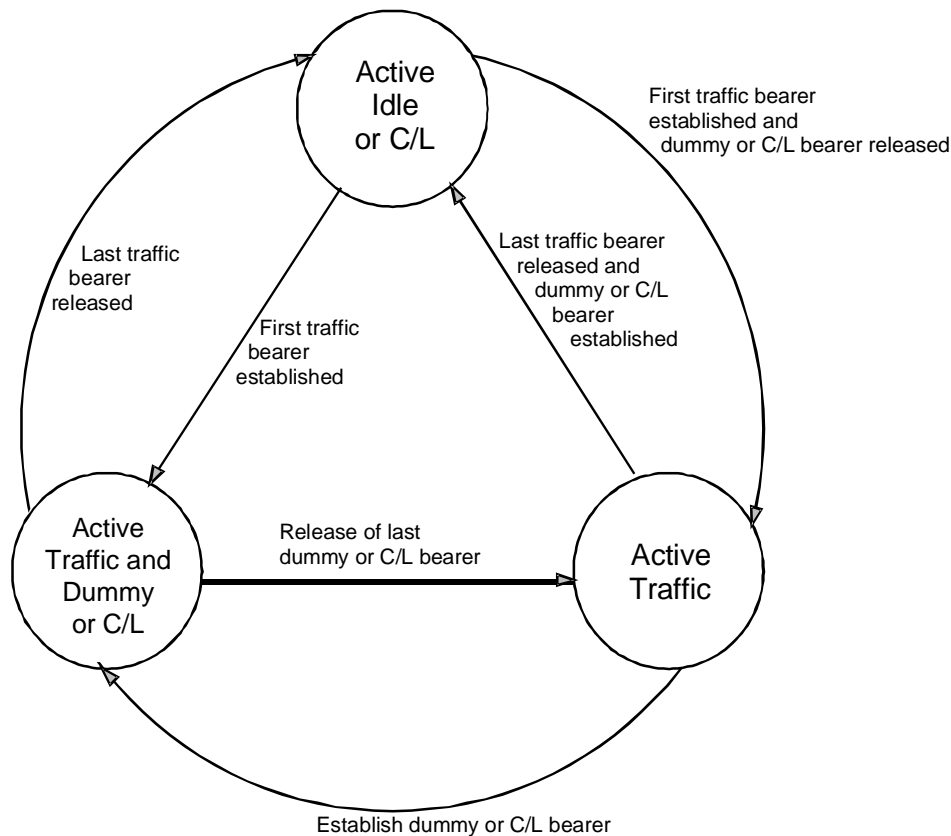 Active
Idle
or C/L
First traffic bearer
established and
dummy or C/L bearer released
Last traffic
bearer
released
Last traffic bearer
released and
dummy or C/L
bearer
established
First traffic
bearer
established
Active
Traffic and
Dummy
or C/L
Release of last
dummy or C/L bearer
Active
Traffic
Establish dummy or C/L bearer